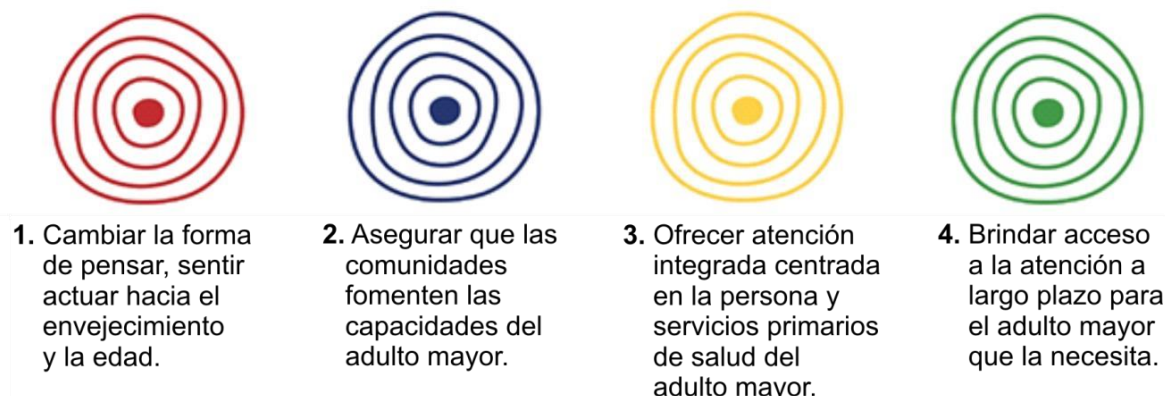 1. Cambiar la forma
de pensar, sentir
actuar hacia el
envejecimiento
y la edad.
2. Asegurar que las
comunidades
fomenten las
capacidades del
adulto mayor.
3. Ofrecer atención
integrada centrada
en la persona y
servicios primarios
de salud del
adulto mayor.
4. Brindar acceso
a la atención a
largo plazo para
el adulto mayor
que la necesita.